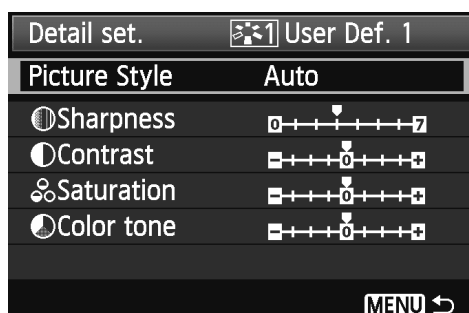 Detail set. 1 User Def. 1
Picture Style Auto
Sharpness 0 7
Contrast 0
Saturation 0
Color tone 0
MENU